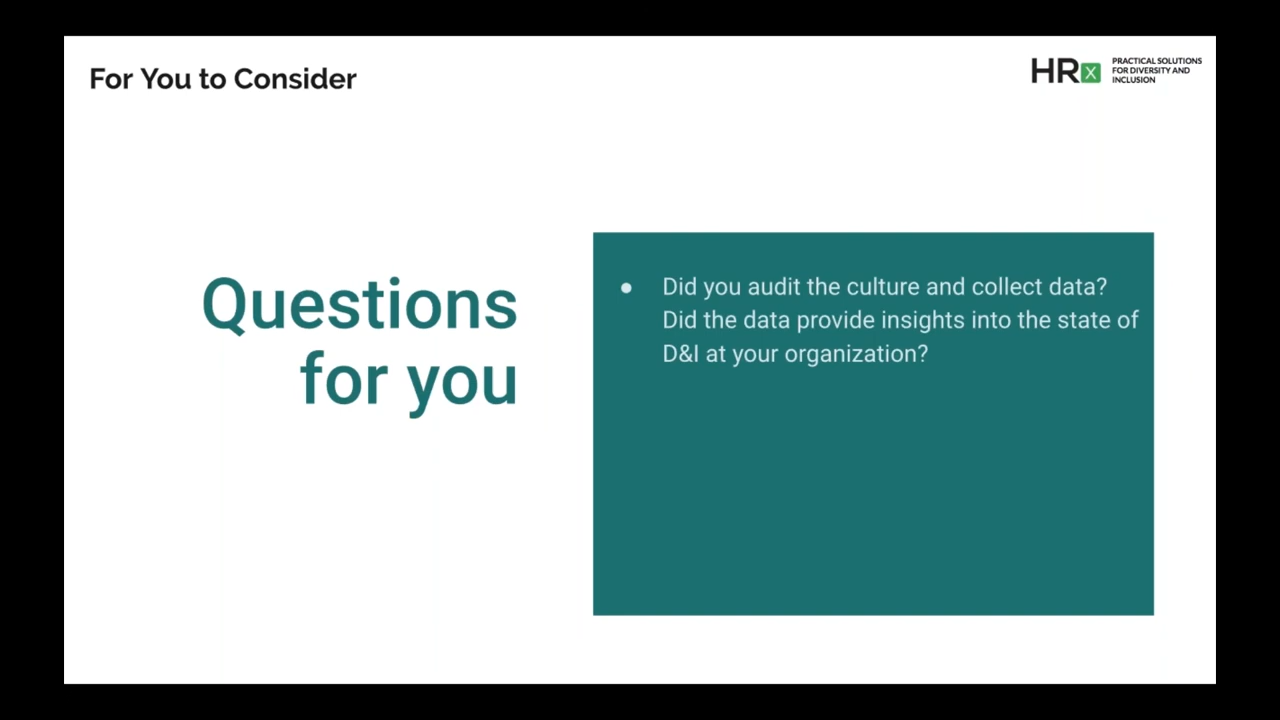 For You to Consider
HRx
PRACTICAL SOLUTIONS
FOR DIVERSITY AND
INCLUSION
Questions
for you
● Did you audit the culture and collect data?
Did the data provide insights into the state of
D&I at your organization?